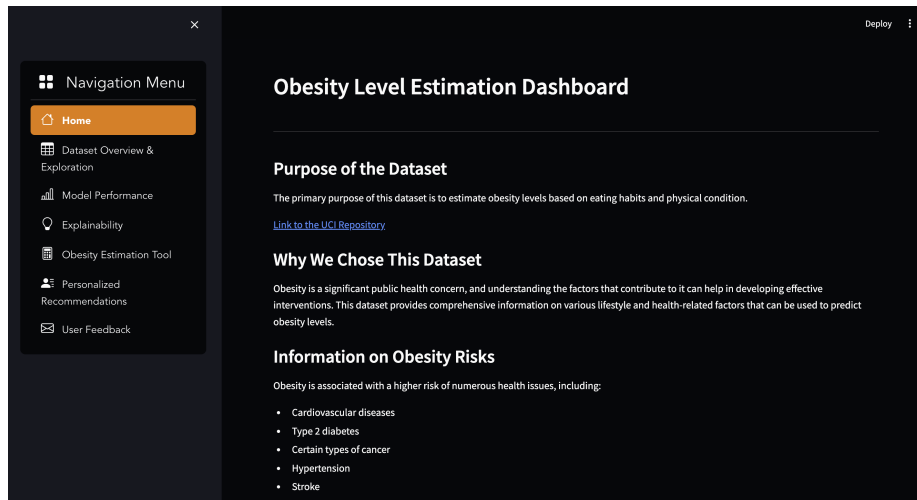 Deploy
Navigation Menu
Home
Dataset Overview &
Exploration
Model Performance
Explainability
Obesity Estimation Tool
Personalized
Recommendations
User Feedback
Obesity Level Estimation Dashboard
Purpose of the Dataset
The primary purpose of this dataset is to estimate obesity levels based on eating habits and physical condition.
Link to the UCI Repository
Why We Chose This Dataset
Obesity is a significant public health concern, and understanding the factors that contribute to it can help in developing effective
interventions. This dataset provides comprehensive information on various lifestyle and health-related factors that can be used to predict
obesity levels.
Information on Obesity Risks
Obesity is associated with a higher risk of numerous health issues, including:
• Cardiovascular diseases
• Type 2 diabetes
• Certain types of cancer
• Hypertension
• Stroke